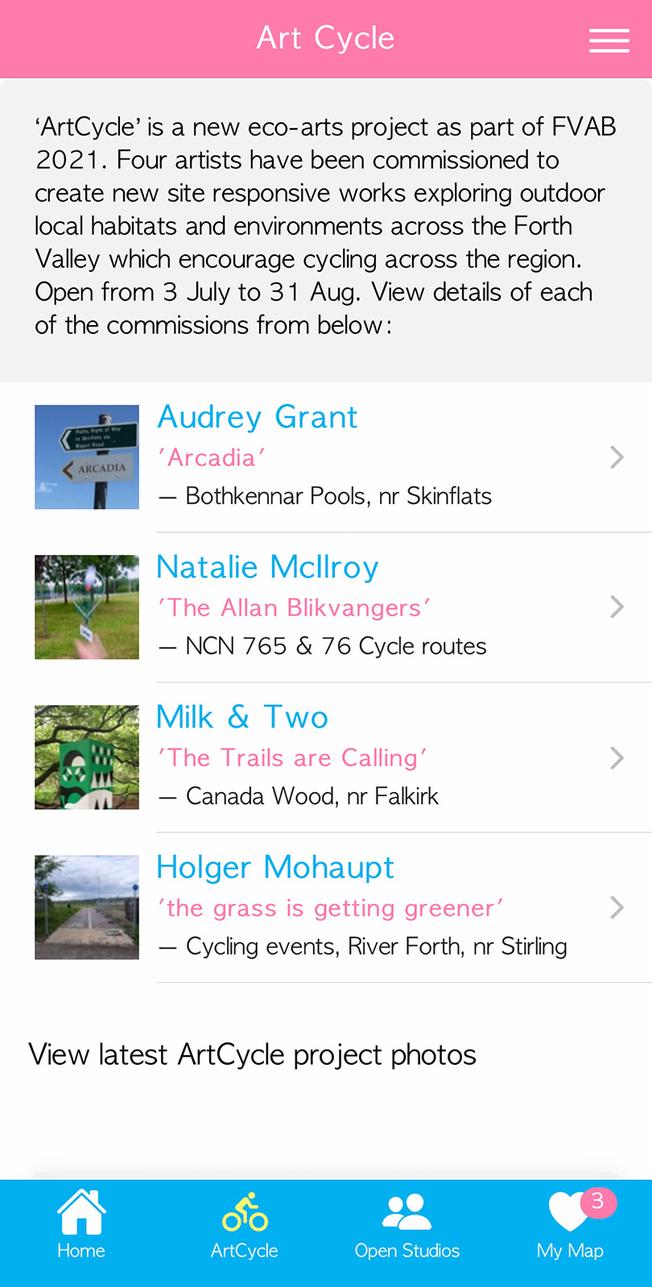 Art Cycle
‘ArtCycle’ is a new eco-arts project as part of FVAB
2021. Four artists have been commissioned to
create new site responsive works exploring outdoor
local habitats and environments across the Forth
Valley which encourage cycling across the region.
Open from 3 July to 31 Aug. View details of each
of the commissions from below:
Audrey Grant
Public Right of Way
to Skinflats via
Wagon Road
ARCADIA
'Arcadia'
— Bothkennar Pools, nr Skinflats
Natalie McIlroy
'The Allan Blikvangers'
— NCN 765 & 76 Cycle routes
Milk & Two
'The Trails are Calling'
— Canada Wood, nr Falkirk
Holger Mohaupt
'the grass is getting greener'
— Cycling events, River Forth, nr Stirling
View latest ArtCycle project photos
3
Home
ArtCycle
Open Studios
My Map